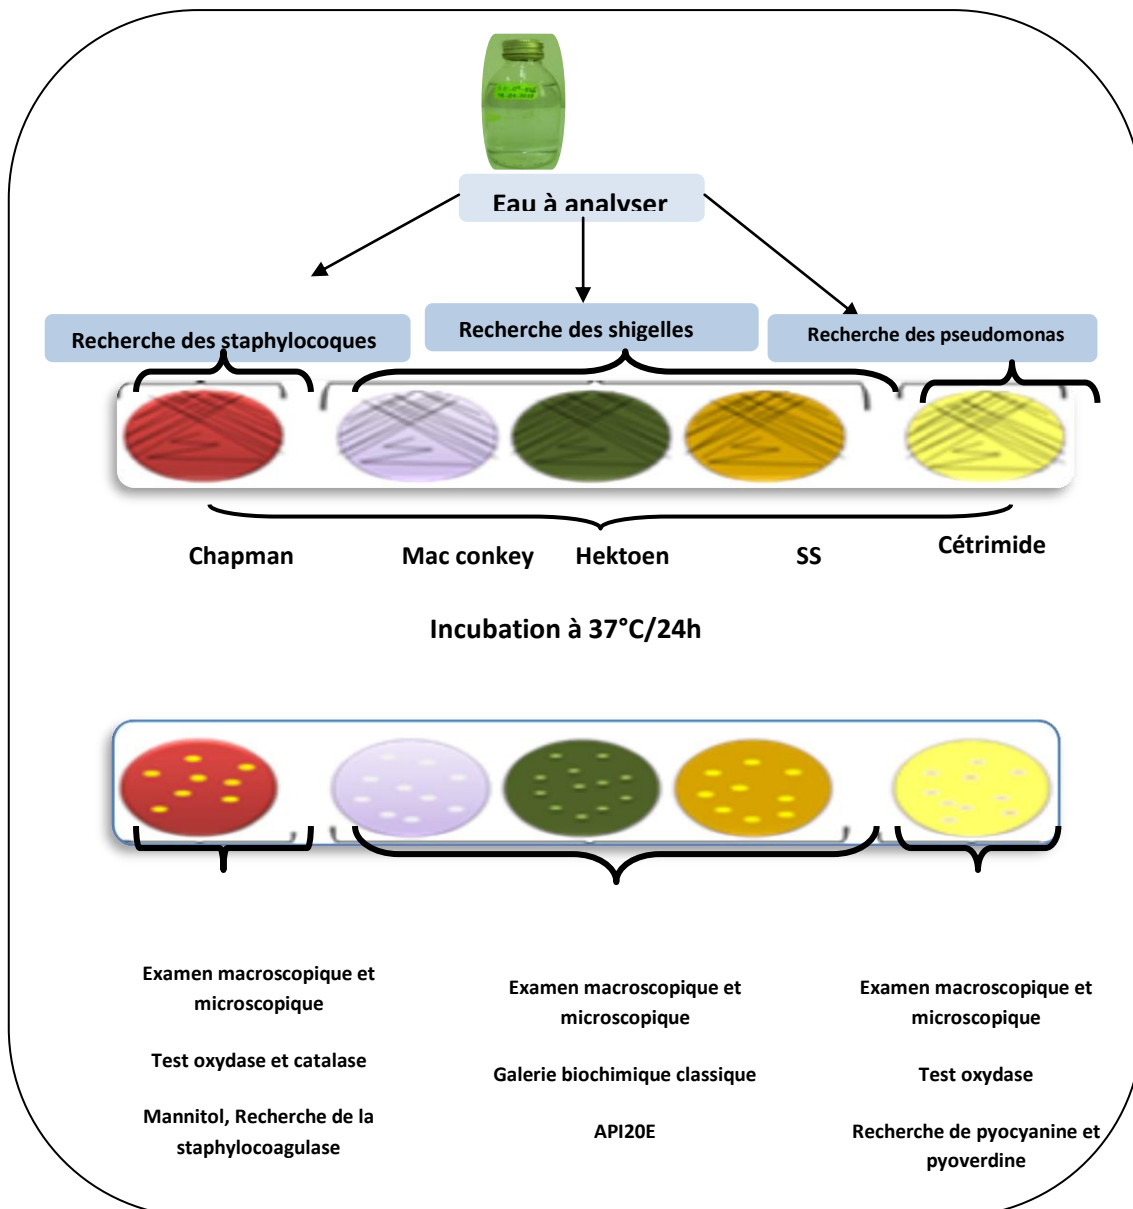 Eau à analyser
Recherche des staphylocoques
Recherche des shigelles
Recherche des pseudomonas
Chapman
Mac conkey
Hektoen
SS
Cétrimide
Incubation à 37°C/24h
Examen macroscopique et
microscopique
Test oxydase et catalase
Mannitol, Recherche de la
staphylocoagulase
Examen macroscopique et
microscopique
Galerie biochimique classique
API20E
Examen macroscopique et
microscopique
Test oxydase
Recherche de pyocyanine et
pyoverdine